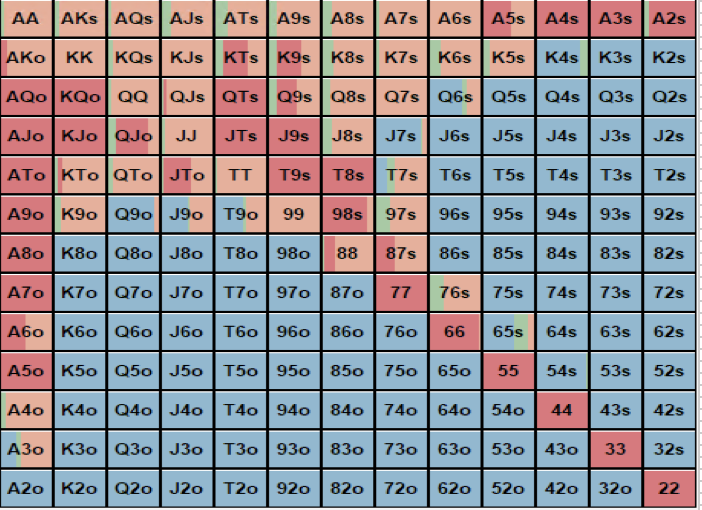 AA AKs AQs AJs ATs A9s A8s A7s A6s A5s A4s A3s A2s
AKo KK KQs KJs KTs K9s K8s K7s K6s K5s K4s K3s K2s
AQo KQo QQ QJs QTs Q9s Q8s Q7s Q6s Q5s Q4s Q3s Q2s
AJo KJo QJo JJ JTs J9s J8s J7s J6s J5s J4s J3s J2s
ATo KTo QTo JTo TT T9s T8s T7s T6s T5s T4s T3s T2s
A9o K9o Q9o J9o T9o 99 98s 97s 96s 95s 94s 93s 92s
A8o K8o Q8o J8o T8o 98o 88 87s 86s 85s 84s 83s 82s
A7o K7o Q7o J7o T7o 97o 87o 77 76s 75s 74s 73s 72s
A6o K6o Q6o J6o T6o 96o 86o 76o 66 65s 64s 63s 62s
A5o K5o Q5o J5o T5o 95o 85o 75o 65o 55 54s 53s 52s
A4o K4o Q4o J4o T4o 94o 84o 74o 64o 54o 44 43s 42s
A3o K3o Q3o J3o T3o 93o 83o 73o 63o 53o 43o 33 32s
A2o K2o Q2o J2o T2o 92o 82o 72o 62o 52o 42o 32o 22